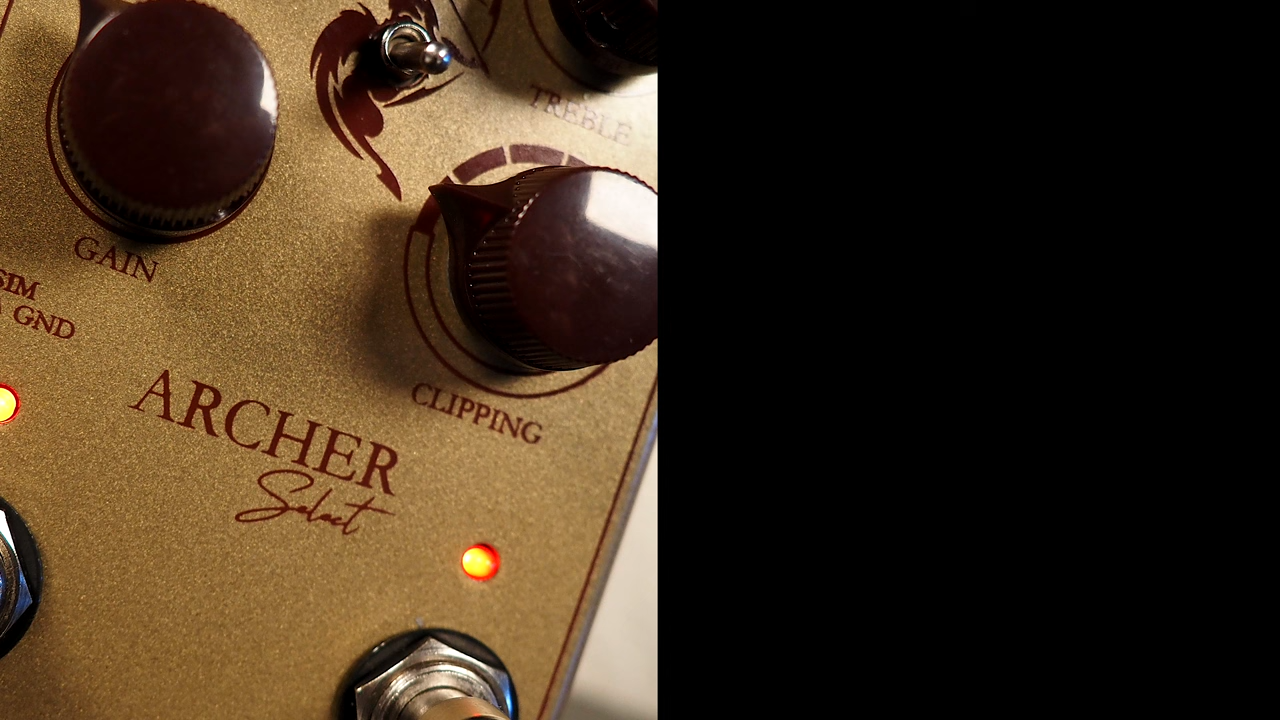 TREBLE
GAIN
SIM
GND
CLIPPING
ARCHER
Select